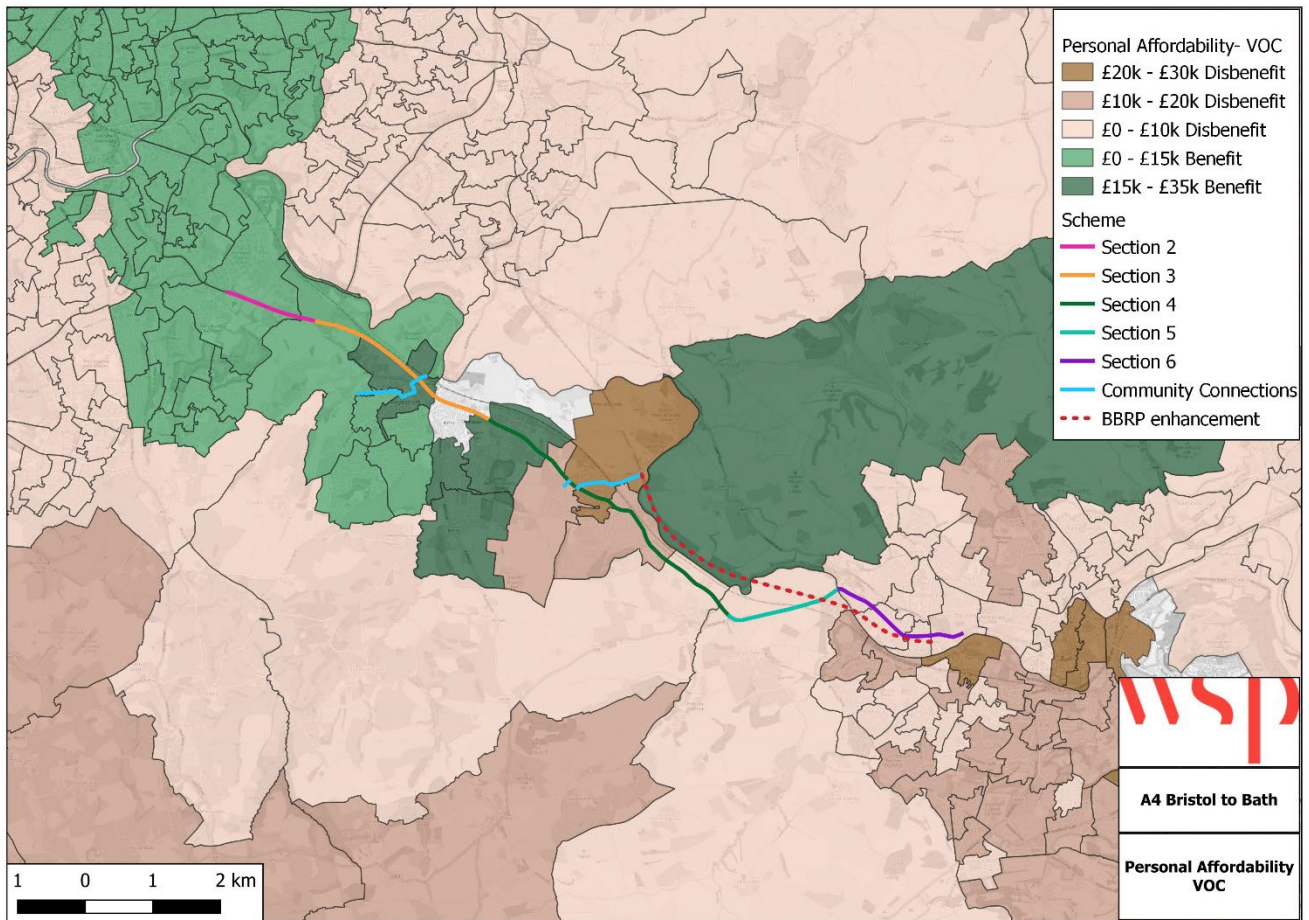 Personal Affordability- VOC
£20k - £30k Disbenefit
£10k - £20k Disbenefit
£0 - £10k Disbenefit
£0 - £15k Benefit
£15k - £35k Benefit
Scheme
Section 2
Section 3
Section 4
Section 5
Section 6
Community Connections
BBRP enhancement
wsp
A4 Bristol to Bath
Personal Affordability
VOC
1 0 1 2 km